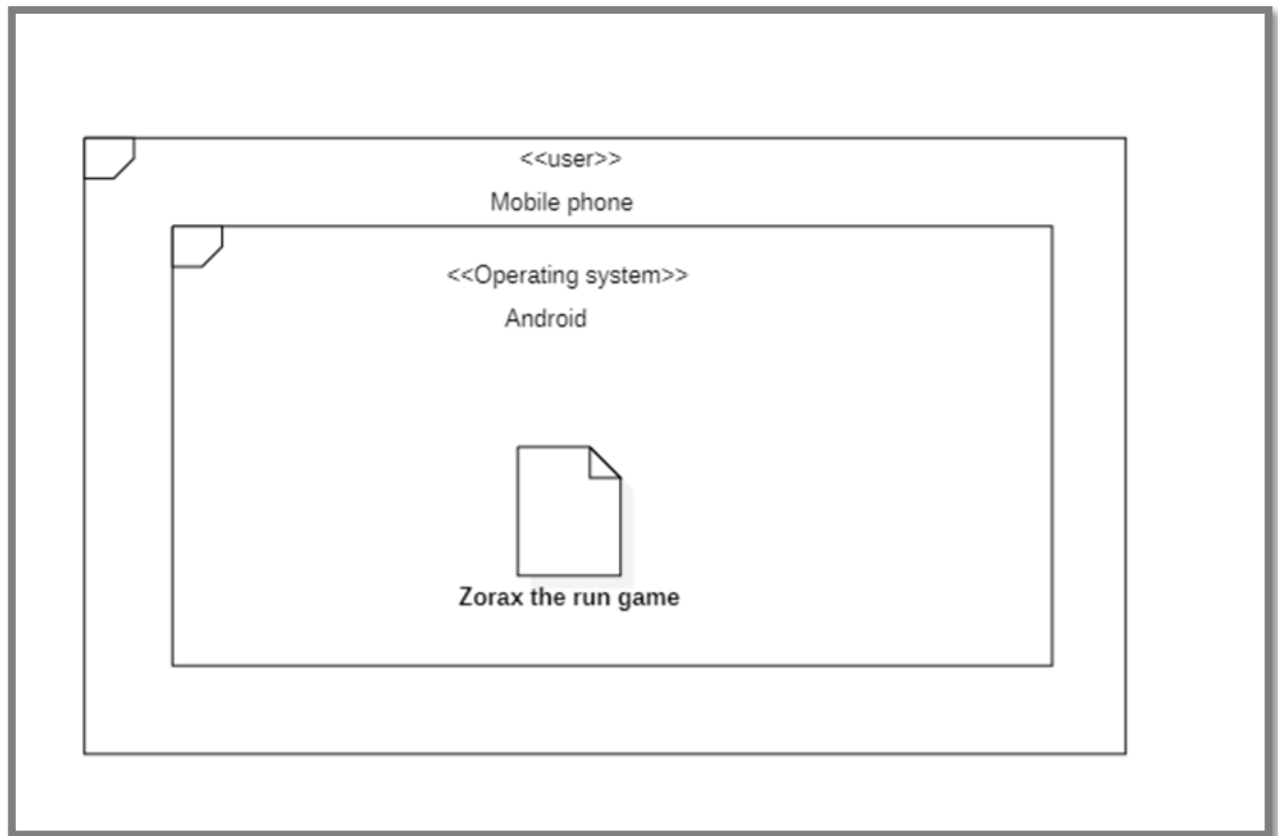 <<user>>
Mobile phone
<<Operating system>>
Android
Zorax the run game